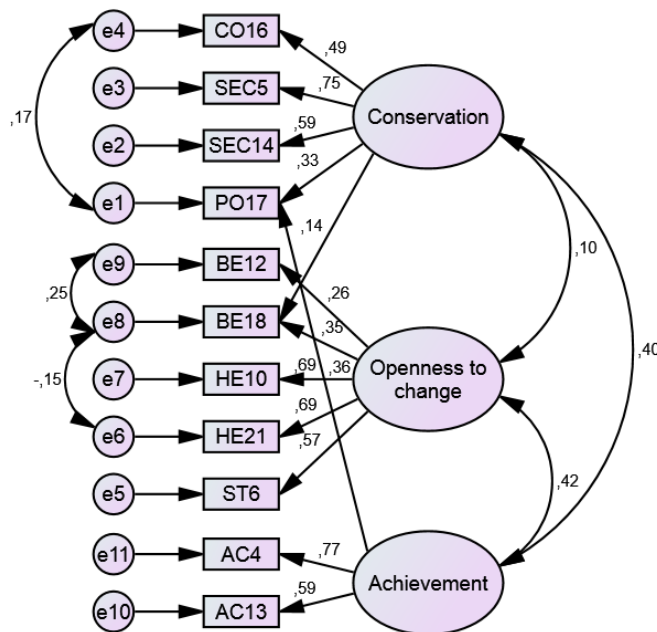 e4
CO16
,49
e3
SEC5
,75
Conservation
,17
e2
SEC14
,59
,33
e1
PO17
,14
e9
BE12
,10
,25
,26
e8
BE18
,35
,40
-,15
e7
HE10
,69
,36
Openness to
change
e6
HE21
,69
,57
e5
ST6
,42
e11
AC4
,77
Achievement
,59
e10
AC13